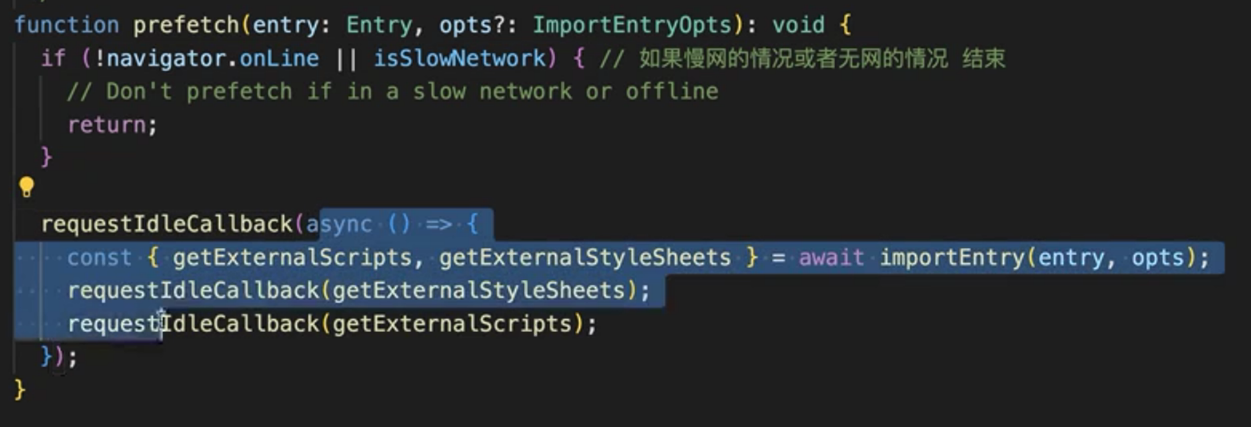 function prefetch(entry: Entry, opts?: ImportEntryOpts): void {
if (!navigator.onLine || isSlowNetwork) { // 如果慢网的情况或者无网的情况 结束
// Don't prefetch if in a slow network or offline
return;
}
requestIdleCallback(async () => {
const { getExternalScripts, getExternalStyleSheets } = await importEntry(entry, opts);
requestIdleCallback(getExternalStyleSheets);
requestIdleCallback(getExternalScripts);
});
}